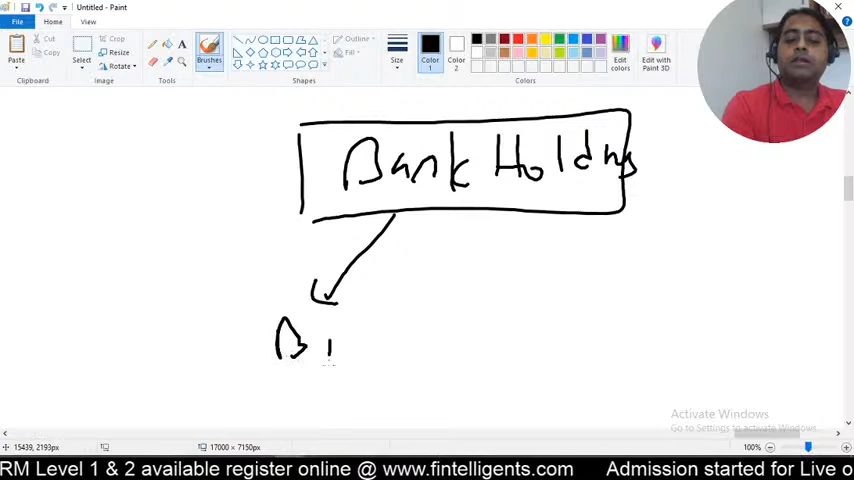 Untitled - Paint
File Home View
Cut
Copy
Paste
Crop
Resize
Rotate
Select
A
Brushes
Outline
Fill
Size
Color 1
Color 2
Edit colors
Edit with Paint 3D
Clipboard Image Tools Shapes Colors
Bank Holdng
B
Activate Windows
Go to Settings to activate Windows.
15439, 2193px
17000 × 7150px
100%
RM Level 1 & 2 available register online @ www.fintelligents.com Admission started for Live o